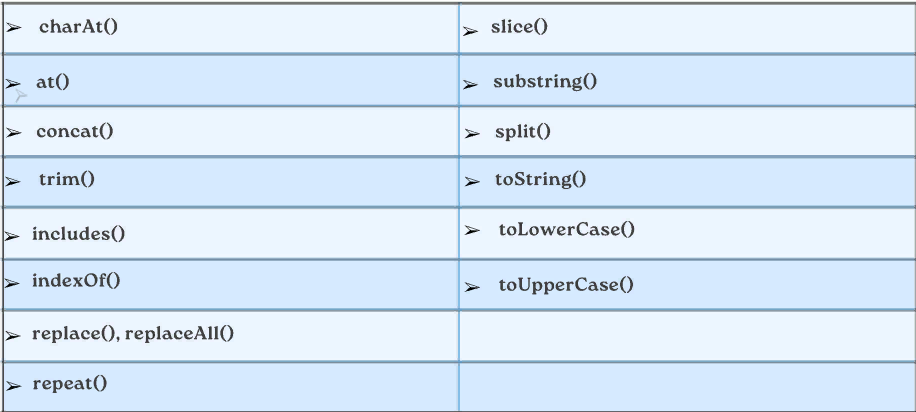 ➢ charAt()
➢ slice()
➢ at()
➢ substring()
➢ concat()
➢ split()
➢ trim()
➢ toString()
➢ includes()
➢ toLowerCase()
➢ indexOf()
➢ toUpperCase()
➢ replace(), replaceAll()
➢ repeat()